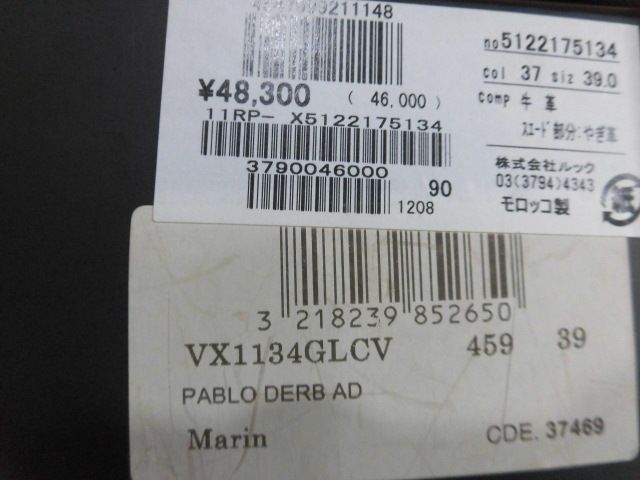 211148
no5122175134
col 37 siz 39.0
¥48,300 ( 46,000 )
comp 牛 革
11RP- X5122175134
ｽｴｰﾄﾞ部分:やぎ革
3790046000
株式会社ルック
90
03(3794)4343
1208
モロッコ製
3 218239 852650
VX1134GLCV 459 39
PABLO DERB AD
Marin CDE. 37469